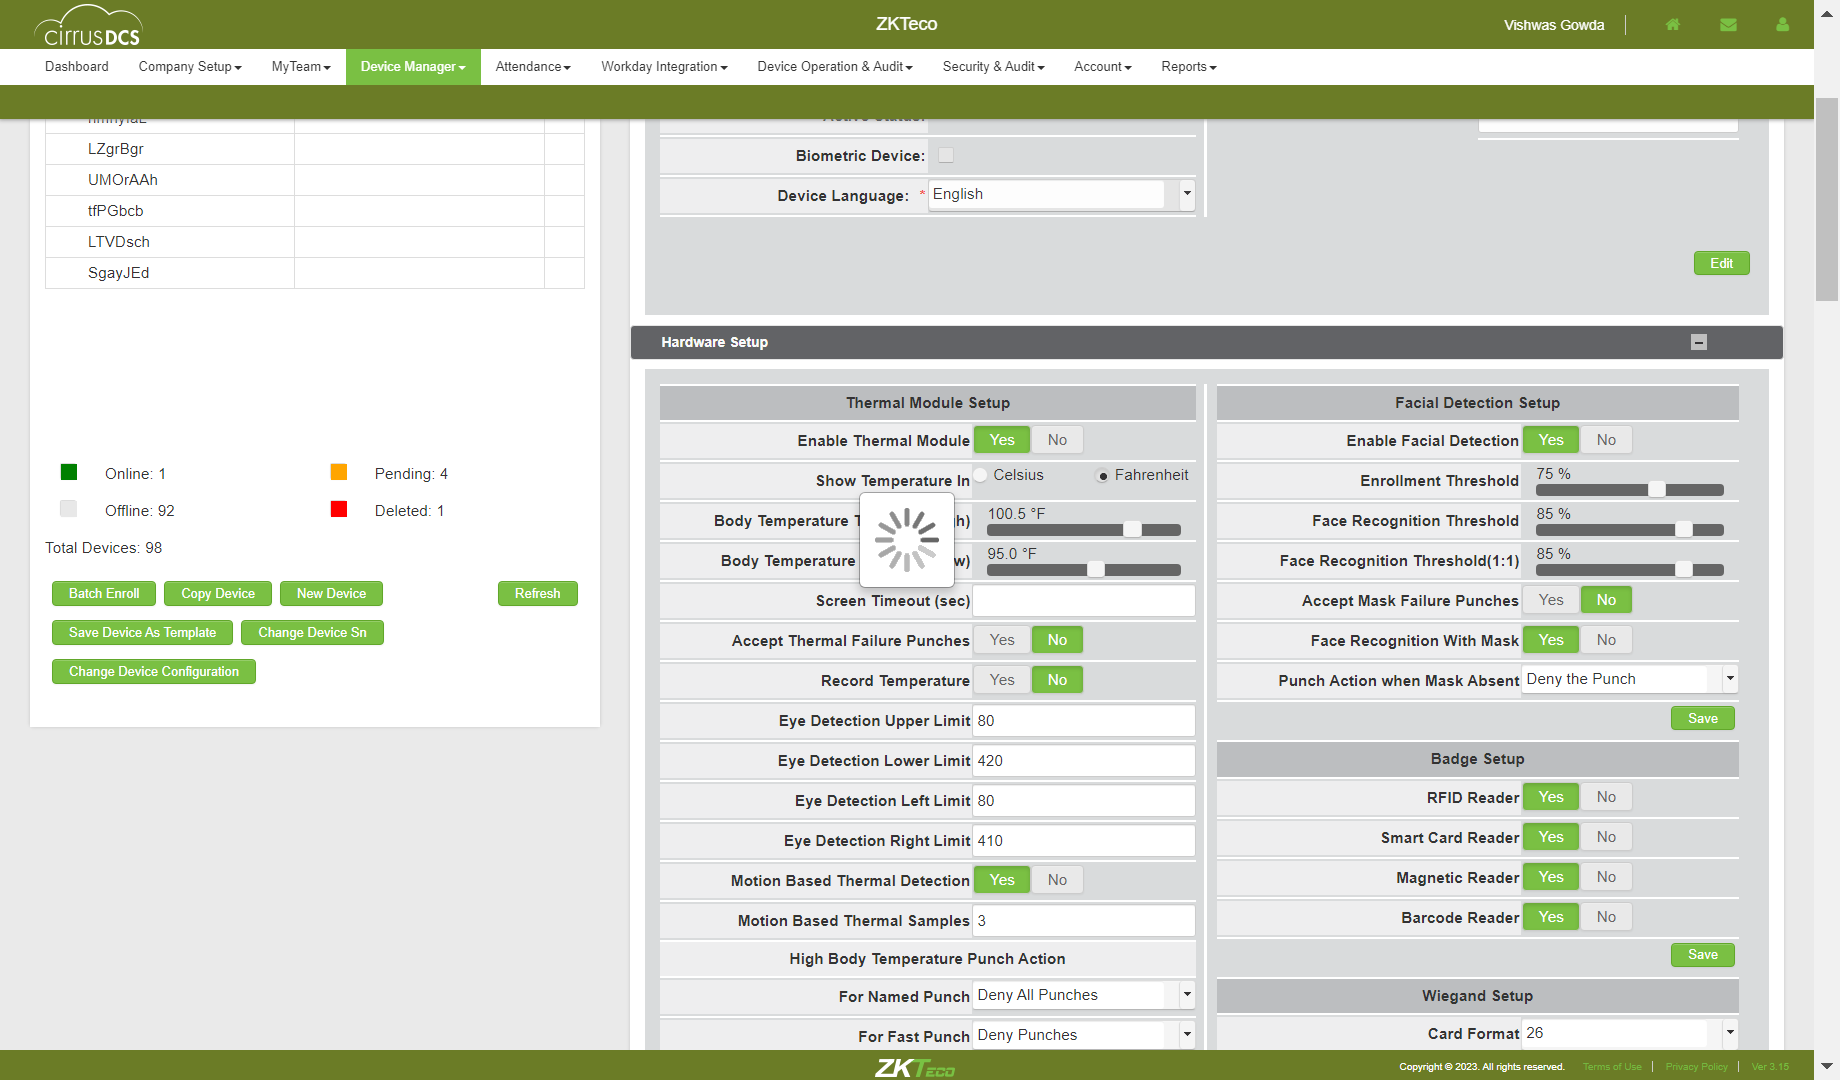 cirrusDCS
ZKTeco
Vishwas Gowda
Dashboard Company Setup MyTeam Device Manager Attendance Workday Integration Device Operation & Audit Security & Audit Account Reports
LZgrBgr
UMOrAAh
tfPGbcb
LTVDsch
SgayJEd
Online: 1 Pending: 4
Offline: 92 Deleted: 1
Total Devices: 98
Batch Enroll Copy Device New Device Refresh
Save Device As Template Change Device Sn
Change Device Configuration
Active Status:
Biometric Device:
Device Language: * English
Edit
Hardware Setup
Thermal Module Setup
Enable Thermal Module Yes No
Show Temperature In Celsius Fahrenheit
Body Temperature 100.5 °F
Body Temperature 95.0 °F
Screen Timeout (sec)
Accept Thermal Failure Punches Yes No
Record Temperature Yes No
Eye Detection Upper Limit 80
Eye Detection Lower Limit 420
Eye Detection Left Limit 80
Eye Detection Right Limit 410
Motion Based Thermal Detection Yes No
Motion Based Thermal Samples 3
High Body Temperature Punch Action
For Named Punch Deny All Punches
For Fast Punch Deny Punches
Facial Detection Setup
Enable Facial Detection Yes No
Enrollment Threshold 75 %
Face Recognition Threshold 85 %
Face Recognition Threshold(1:1) 85 %
Accept Mask Failure Punches Yes No
Face Recognition With Mask Yes No
Punch Action when Mask Absent Deny the Punch
Save
Badge Setup
RFID Reader Yes No
Smart Card Reader Yes No
Magnetic Reader Yes No
Barcode Reader Yes No
Save
Wiegand Setup
Card Format 26
ZKTeco
Copyright © 2023. All rights reserved. Terms of Use Privacy Policy Ver 3.15